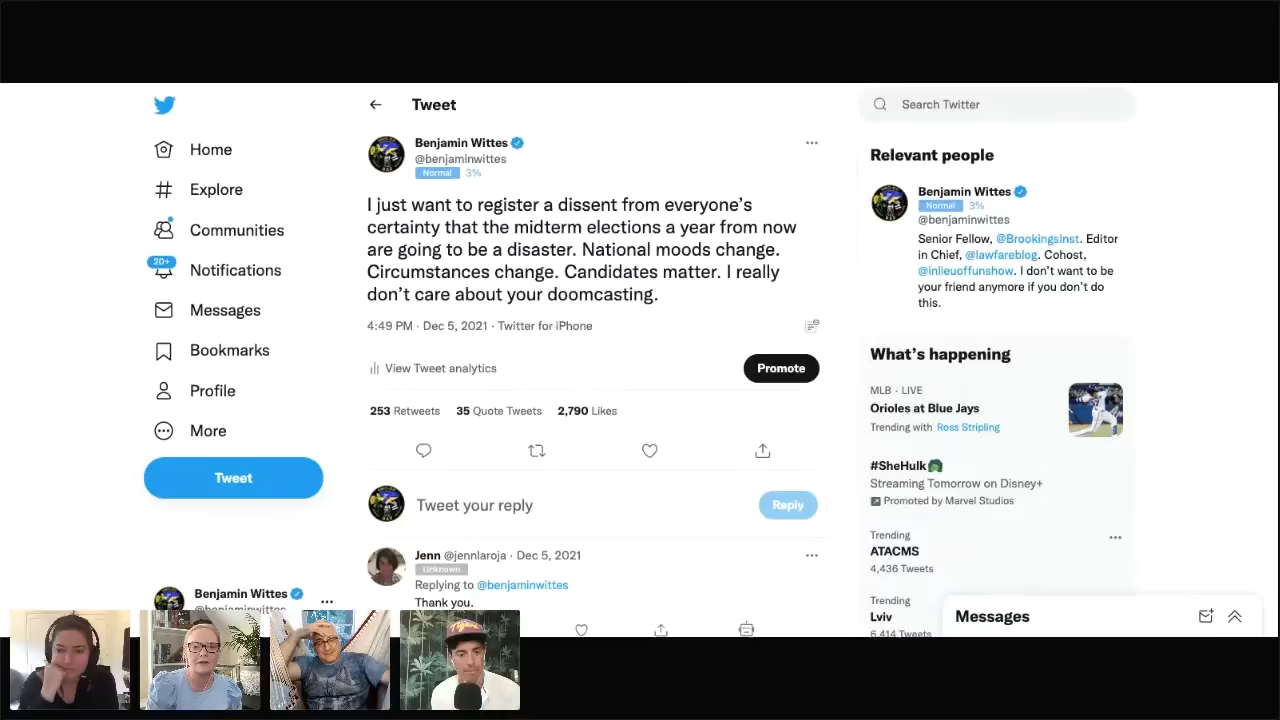 Home
Explore
Communities
20+
Notifications
Messages
Bookmarks
Profile
More
Tweet
Benjamin Wittes
@benjaminwittes
Tweet
Benjamin Wittes
@benjaminwittes
Normal 3%
I just want to register a dissent from everyone's
certainty that the midterm elections a year from now
are going to be a disaster. National moods change.
Circumstances change. Candidates matter. I really
don't care about your doomcasting.
4:49 PM · Dec 5, 2021 · Twitter for iPhone
View Tweet analytics
Promote
253 Retweets 35 Quote Tweets 2,790 Likes
Tweet your reply
Reply
Jenn @jennlaroja · Dec 5, 2021
Unknown
Replying to @benjaminwittes
Thank you.
Search Twitter
Relevant people
Benjamin Wittes
Normal 3%
@benjaminwittes
Senior Fellow, @BrookingsInst. Editor
in Chief, @lawfareblog. Cohost,
@inlieuoffunshow. I don't want to be
your friend anymore if you don't do
this.
What's happening
MLB · LIVE
Orioles at Blue Jays
Trending with Ross Stripling
#SheHulk
Streaming Tomorrow on Disney+
Promoted by Marvel Studios
Trending
ATACMS
4,436 Tweets
Trending
Lviv
6,414 Tweets
Messages